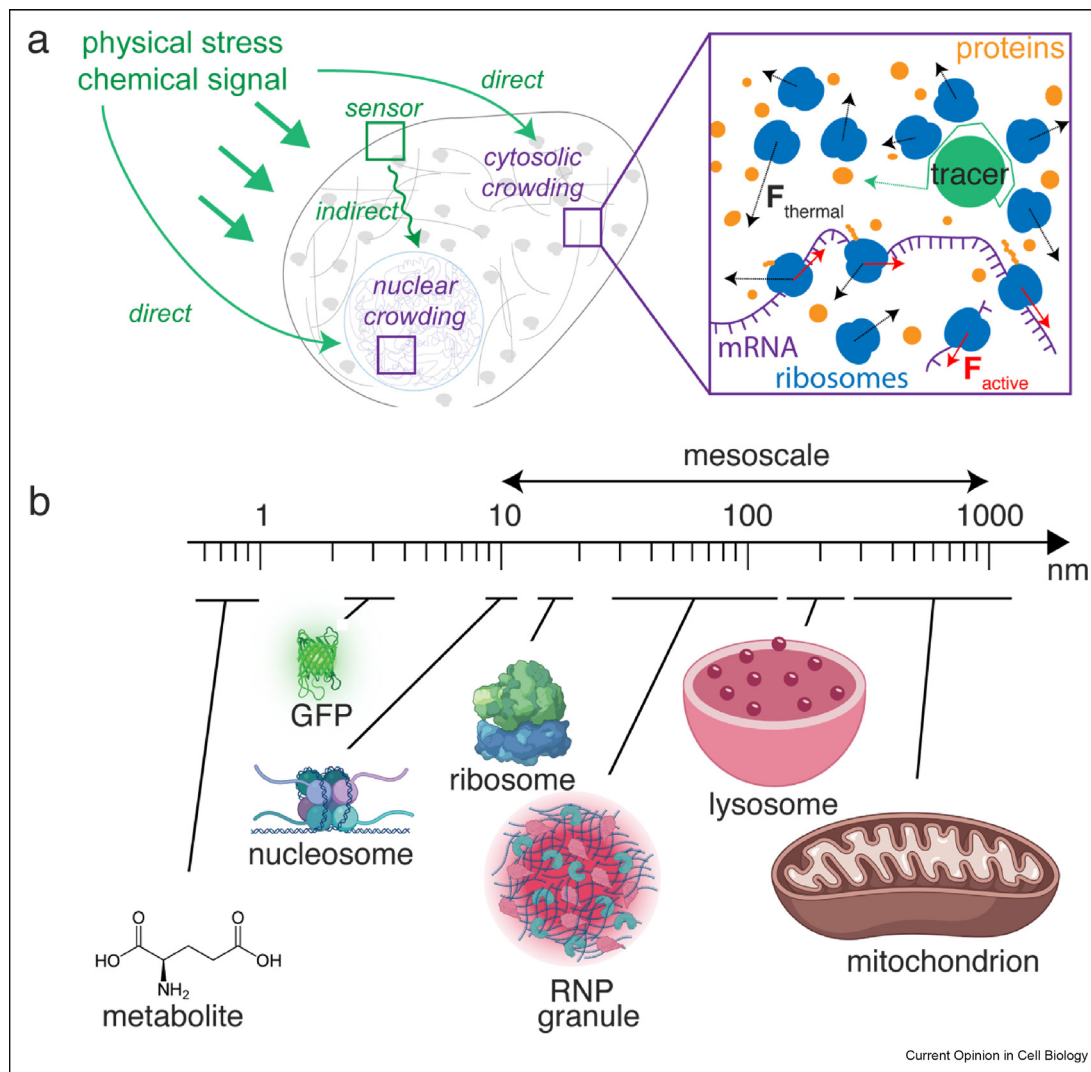 a
physical stress
chemical signal
direct
sensor
cytosolic
crowding
indirect
nuclear
crowding
direct
proteins
tracer
F thermal
mRNA
ribosomes
F active
b
mesoscale
1
10
100
1000
nm
GFP
nucleosome
ribosome
lysosome
RNP
granule
mitochondrion
O
O
HO
OH
NH2
metabolite
Current Opinion in Cell Biology